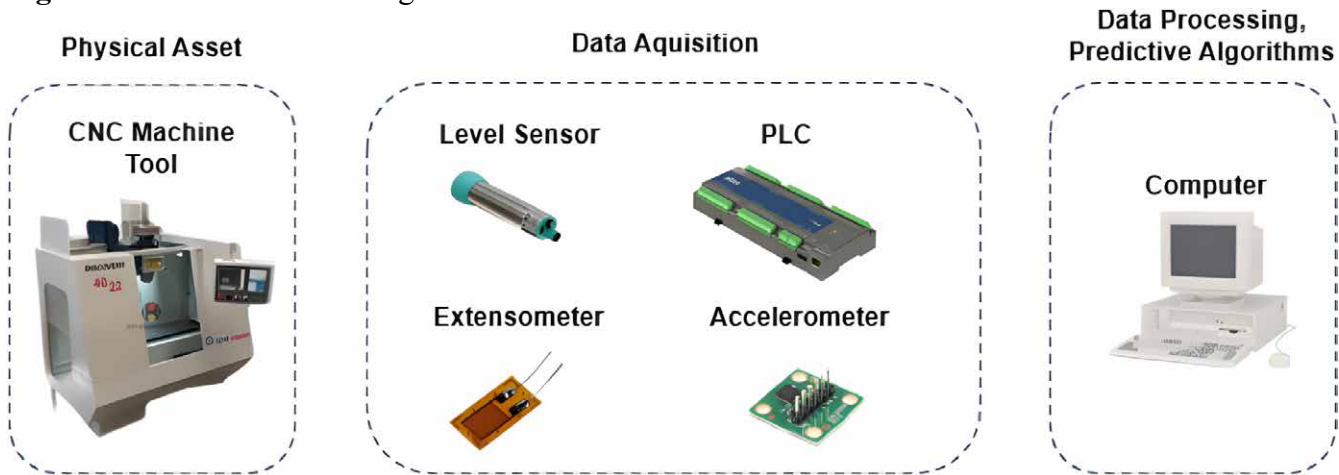 Physical Asset
Data Aquisition
Data Processing,
Predictive Algorithms
CNC Machine
Tool
Level Sensor
PLC
Extensometer
Accelerometer
Computer